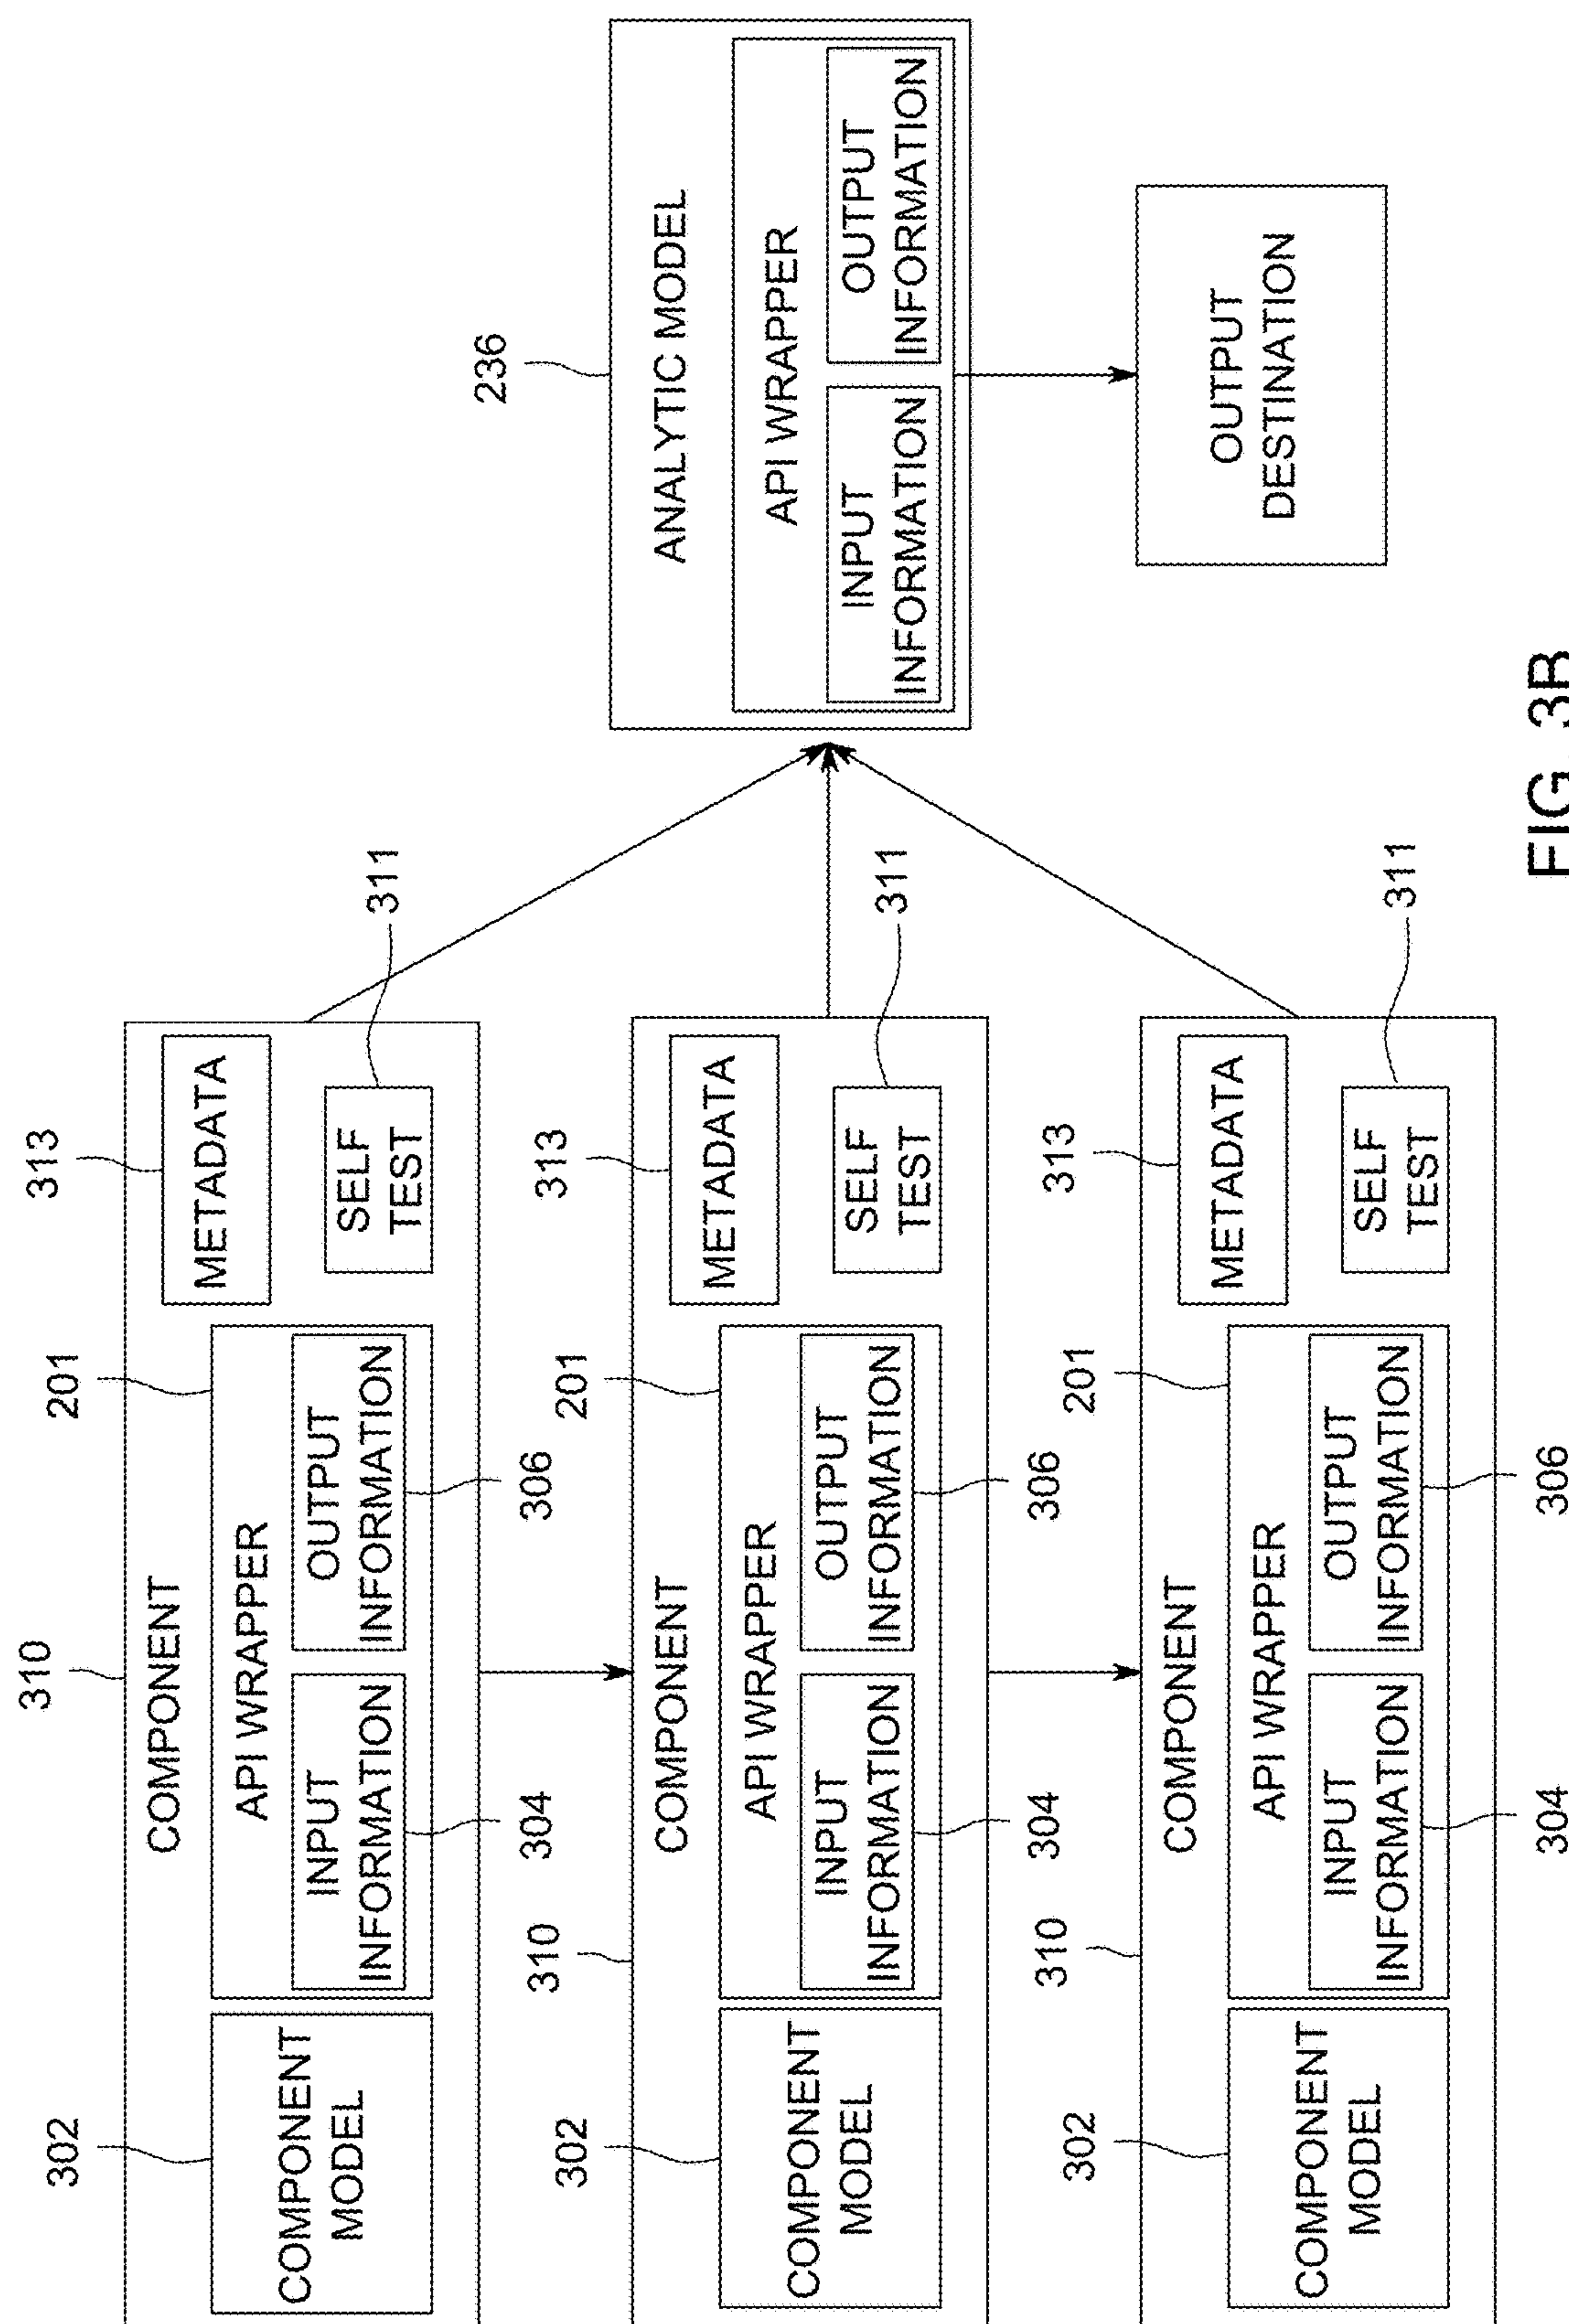 310
313
302
201
COMPONENT
METADATA
API WRAPPER
COMPONENT
MODEL
INPUT
INFORMATION
OUTPUT
INFORMATION
SELF
TEST
311
304
306
310
313
302
201
COMPONENT
METADATA
API WRAPPER
COMPONENT
MODEL
INPUT
INFORMATION
OUTPUT
INFORMATION
SELF
TEST
311
304
306
310
313
302
201
COMPONENT
METADATA
API WRAPPER
COMPONENT
MODEL
INPUT
INFORMATION
OUTPUT
INFORMATION
SELF
TEST
311
304
306
236
ANALYTIC MODEL
API WRAPPER
INPUT
INFORMATION
OUTPUT
INFORMATION
OUTPUT
DESTINATION
FIG. 3B